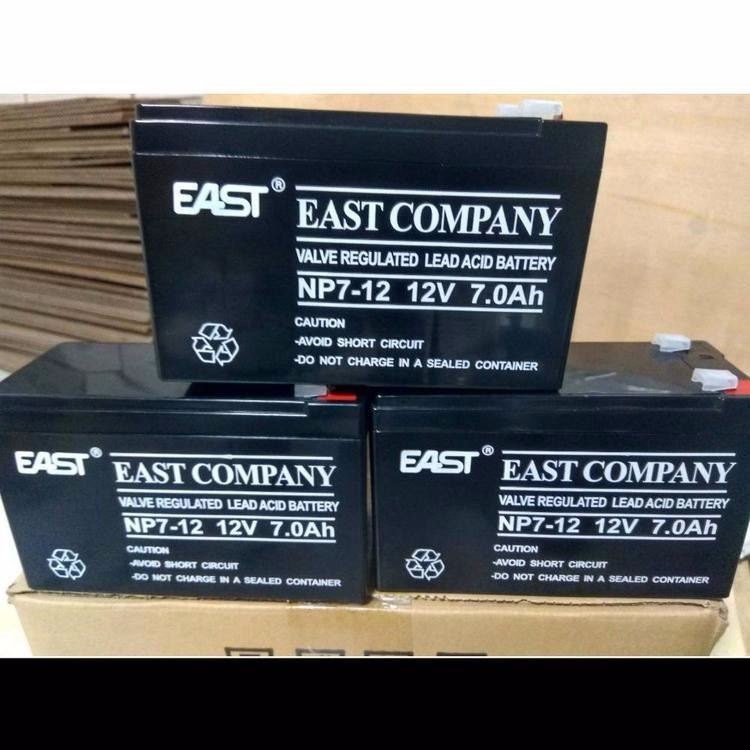 EAST®
EAST COMPANY
VALVE REGULATED LEAD ACID BATTERY
NP7-12 12V 7.0Ah
CAUTION
-AVOID SHORT CIRCUIT
-DO NOT CHARGE IN A SEALED CONTAINER
EAST®
EAST COMPANY
VALVE REGULATED LEAD ACID BATTERY
NP7-12 12V 7.0Ah
CAUTION
-AVOID SHORT CIRCUIT
-DO NOT CHARGE IN A SEALED CONTAINER
EAST®
EAST COMPANY
VALVE REGULATED LEAD ACID BATTERY
NP7-12 12V 7.0Ah
CAUTION
-AVOID SHORT CIRCUIT
-DO NOT CHARGE IN A SEALED CONTAINER